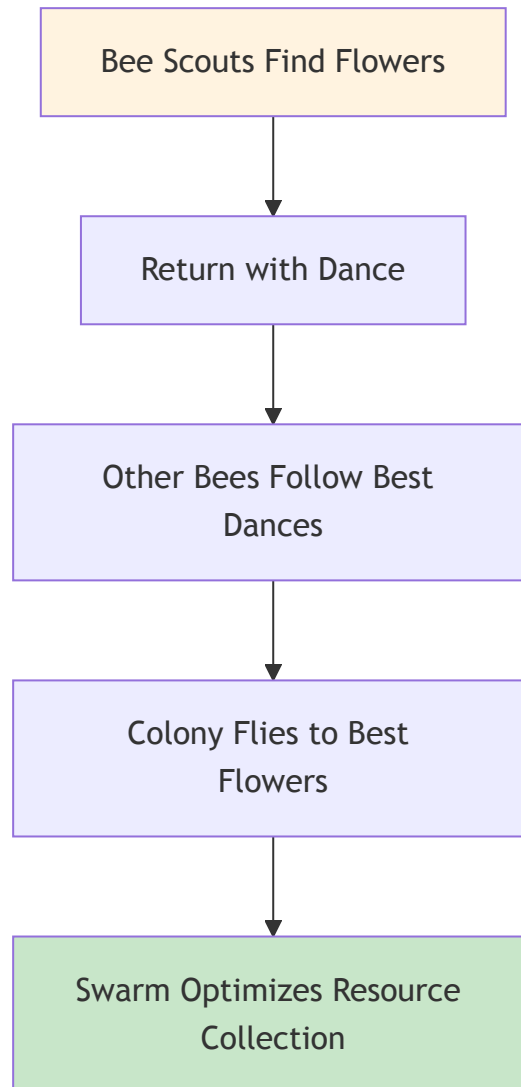 Bee Scouts Find Flowers
Return with Dance
Other Bees Follow Best
Dances
Colony Flies to Best
Flowers
Swarm Optimizes Resource
Collection